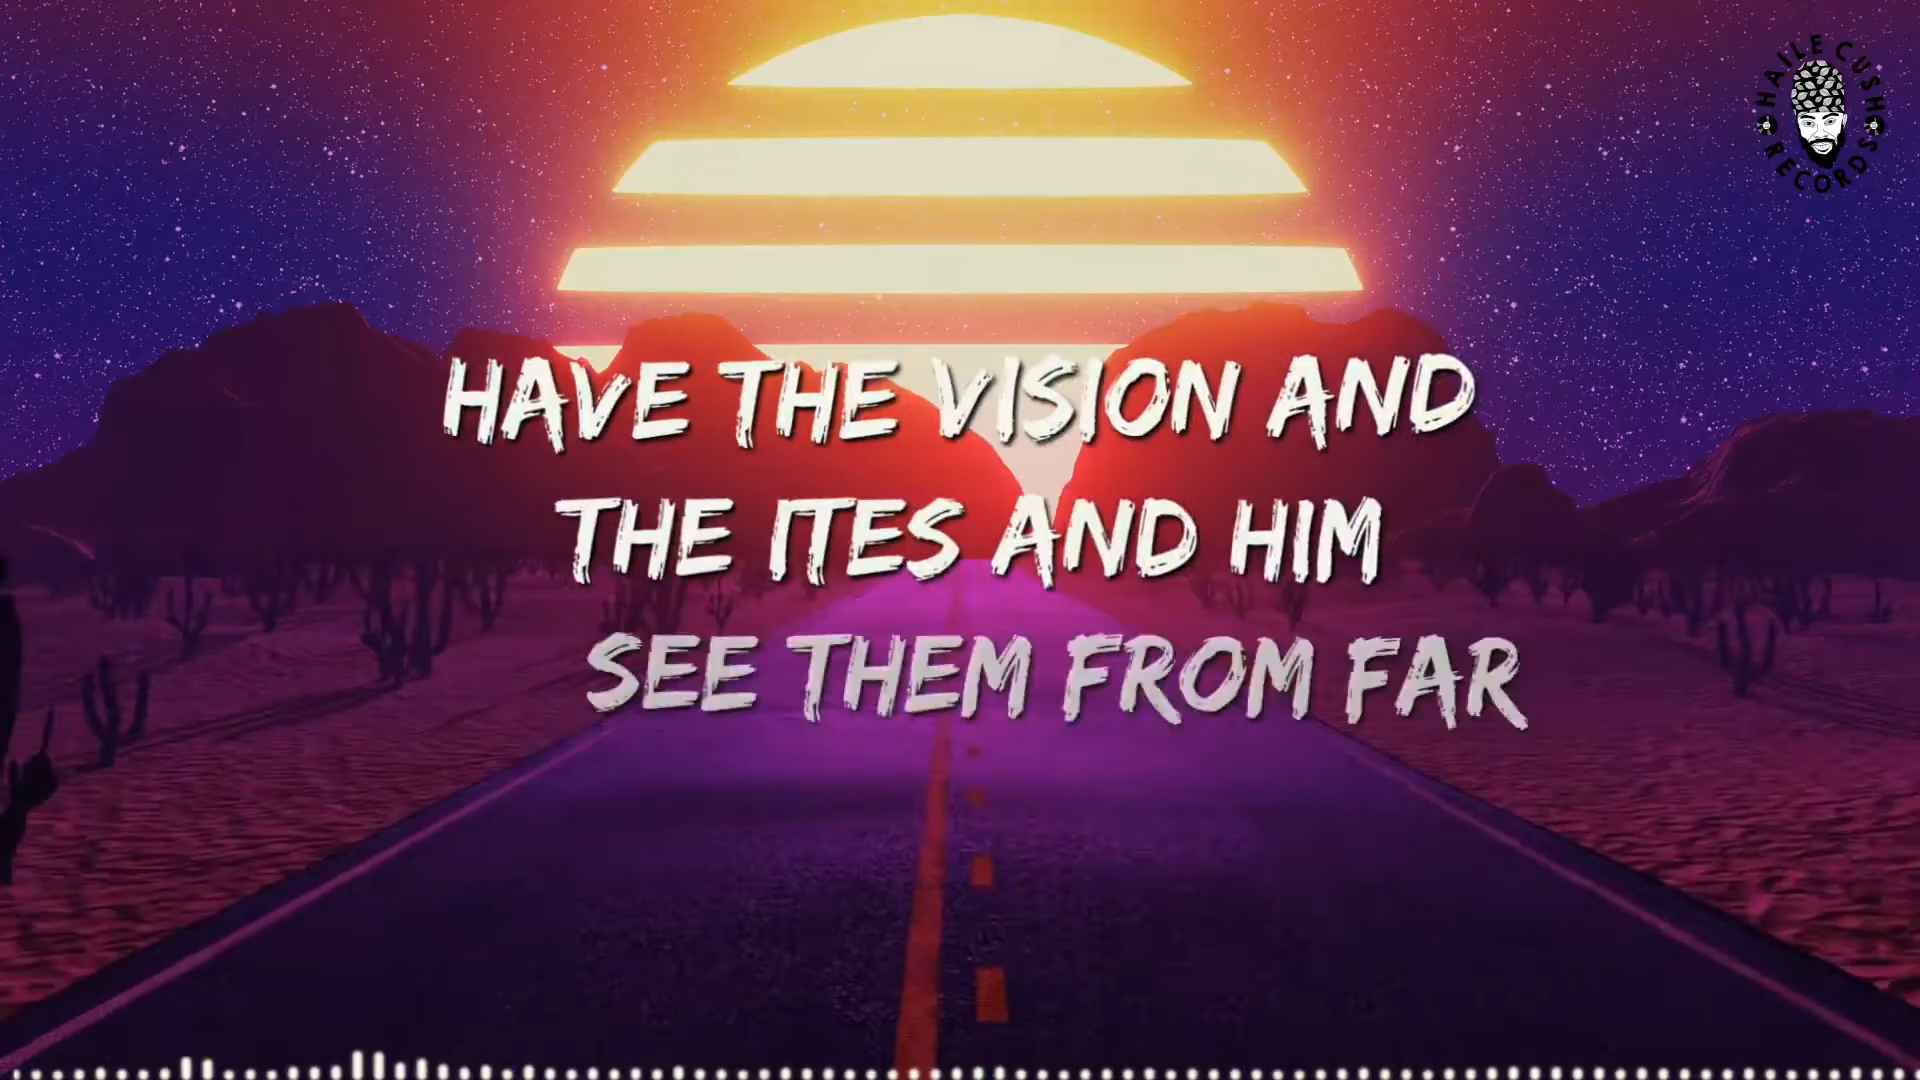 HAILE CUSH
RECORDS
HAVE THE VISION AND
THE ITES AND HIM
SEE THEM FROM FAR